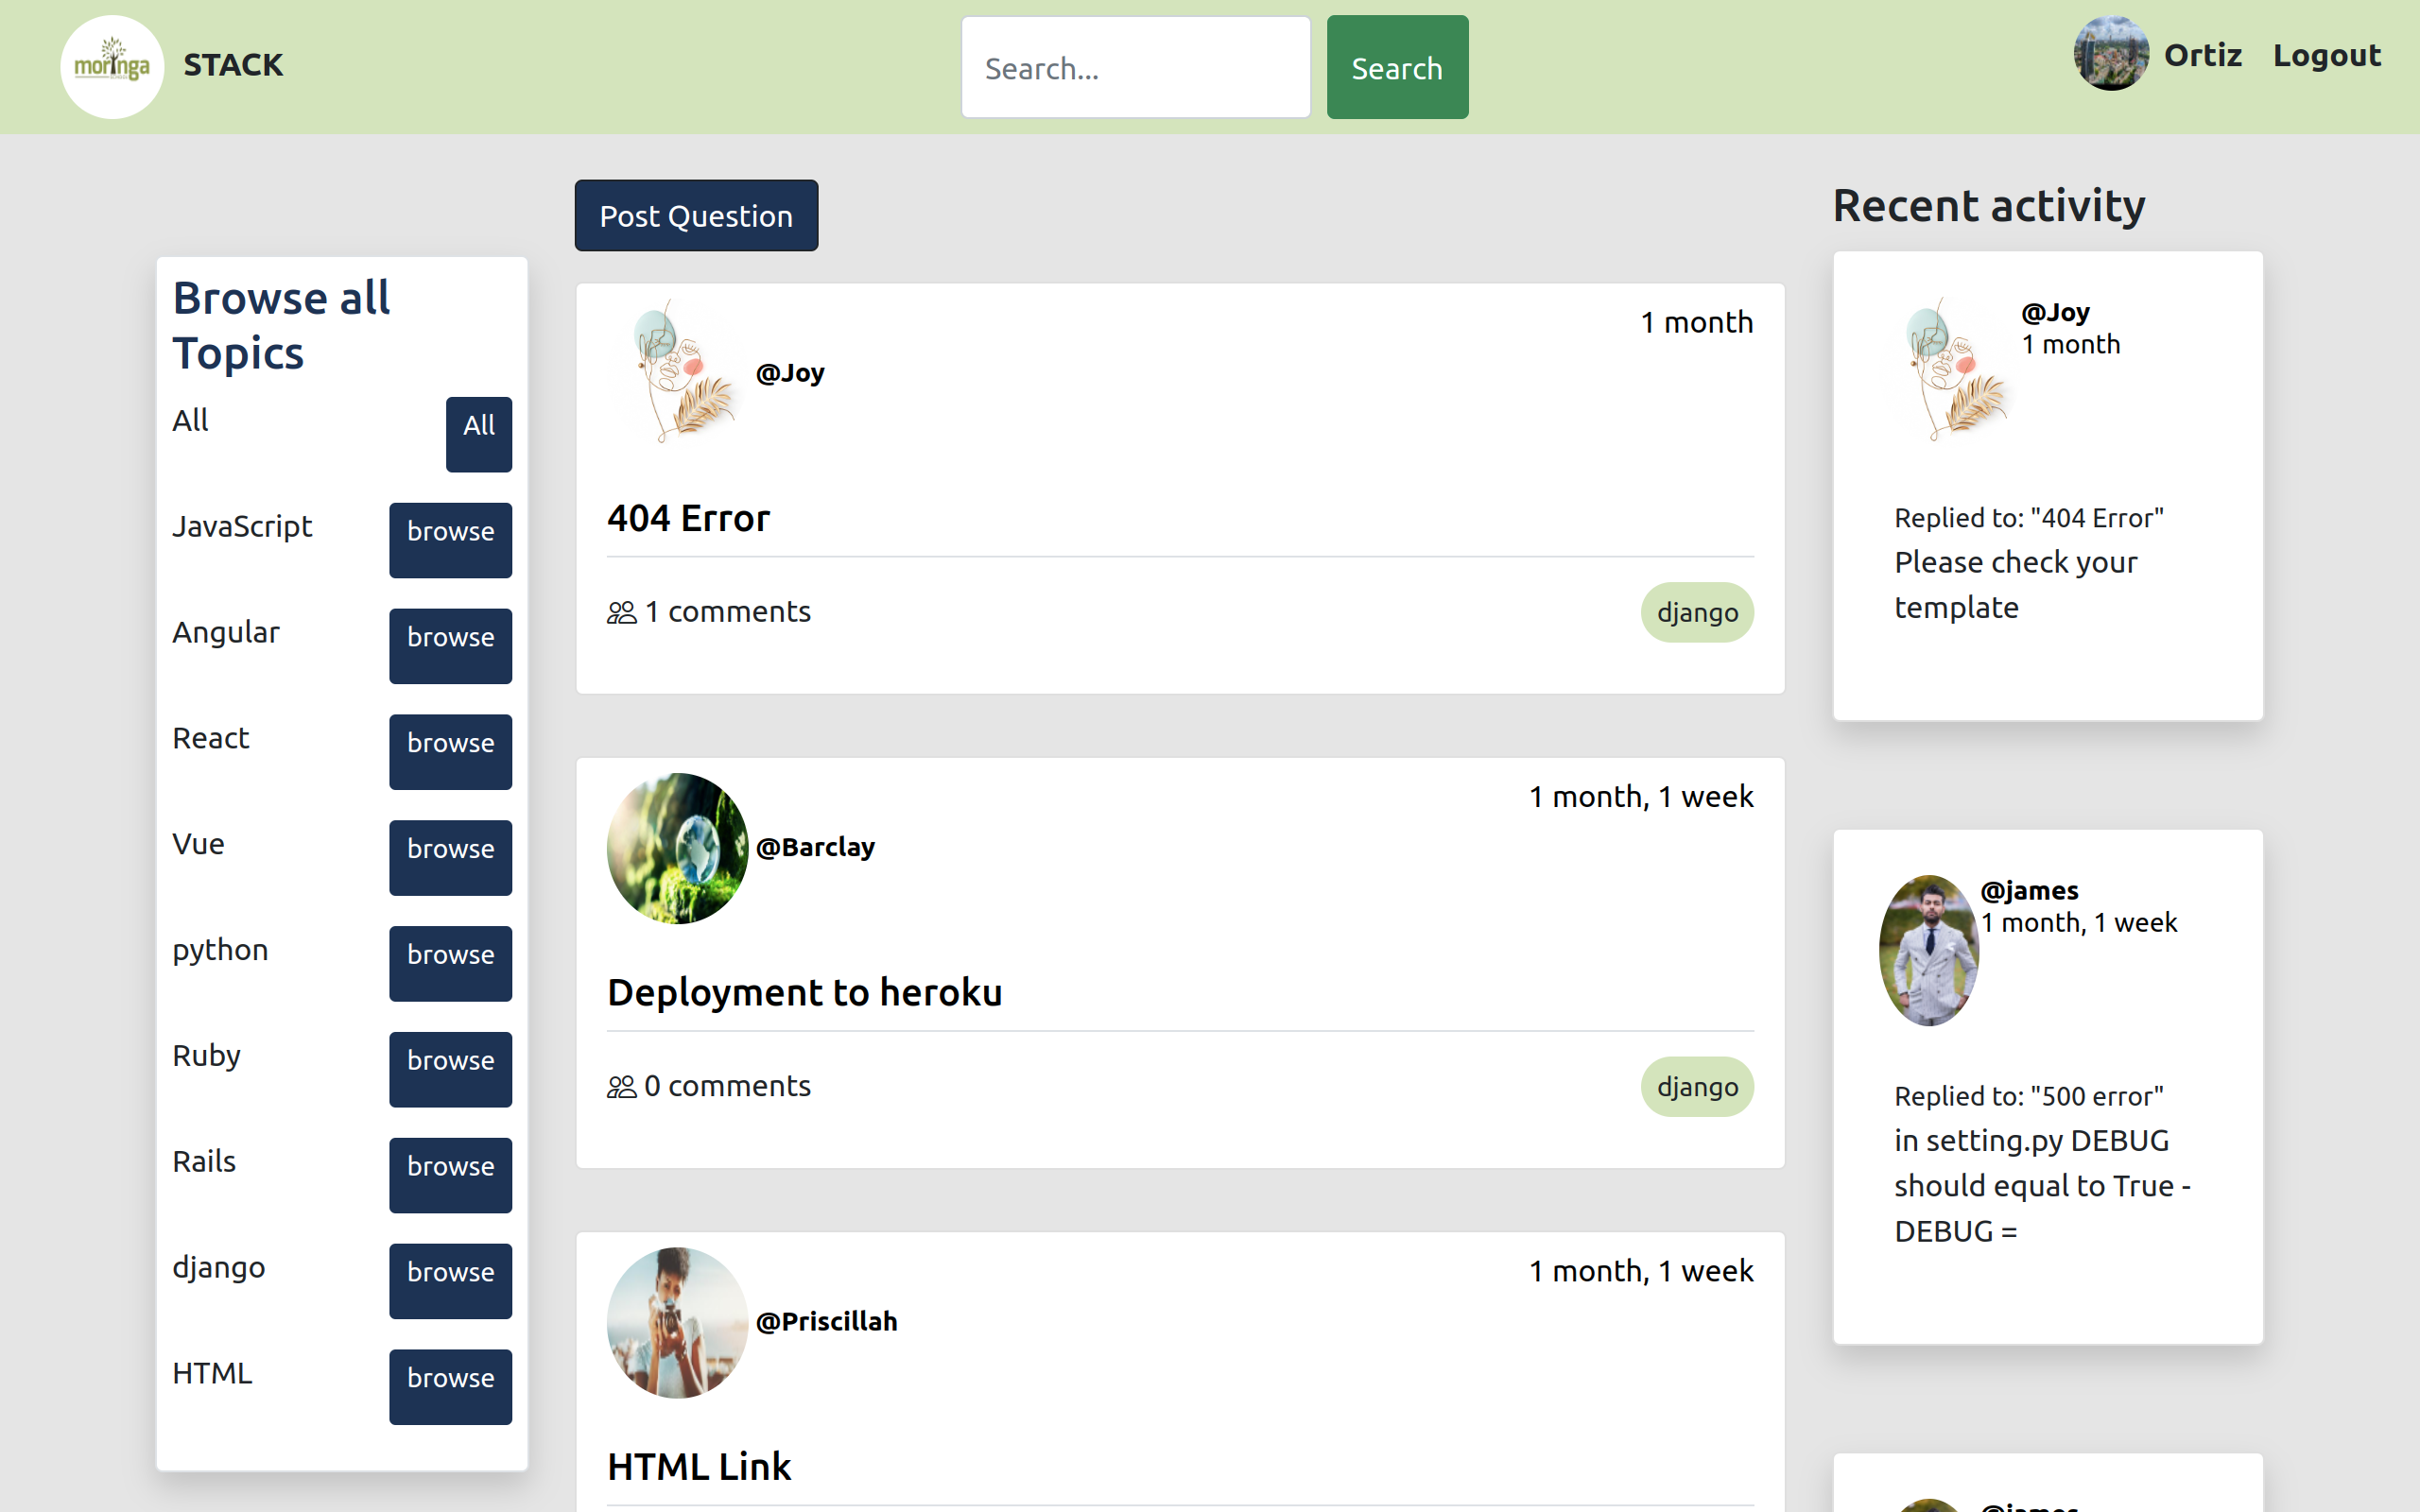 moringa
STACK
Search...
Search
Ortiz
Logout
Browse all
Topics
All
All
JavaScript
browse
Angular
browse
React
browse
Vue
browse
python
browse
Ruby
browse
Rails
browse
django
browse
HTML
browse
Post Question
@Joy
1 month
404 Error
1 comments
django
@Barclay
1 month, 1 week
Deployment to heroku
0 comments
django
@Priscillah
1 month, 1 week
HTML Link
Recent activity
@Joy
1 month
Replied to: "404 Error"
Please check your
template
@james
1 month, 1 week
Replied to: "500 error"
in setting.py DEBUG
should equal to True -
DEBUG =
@james